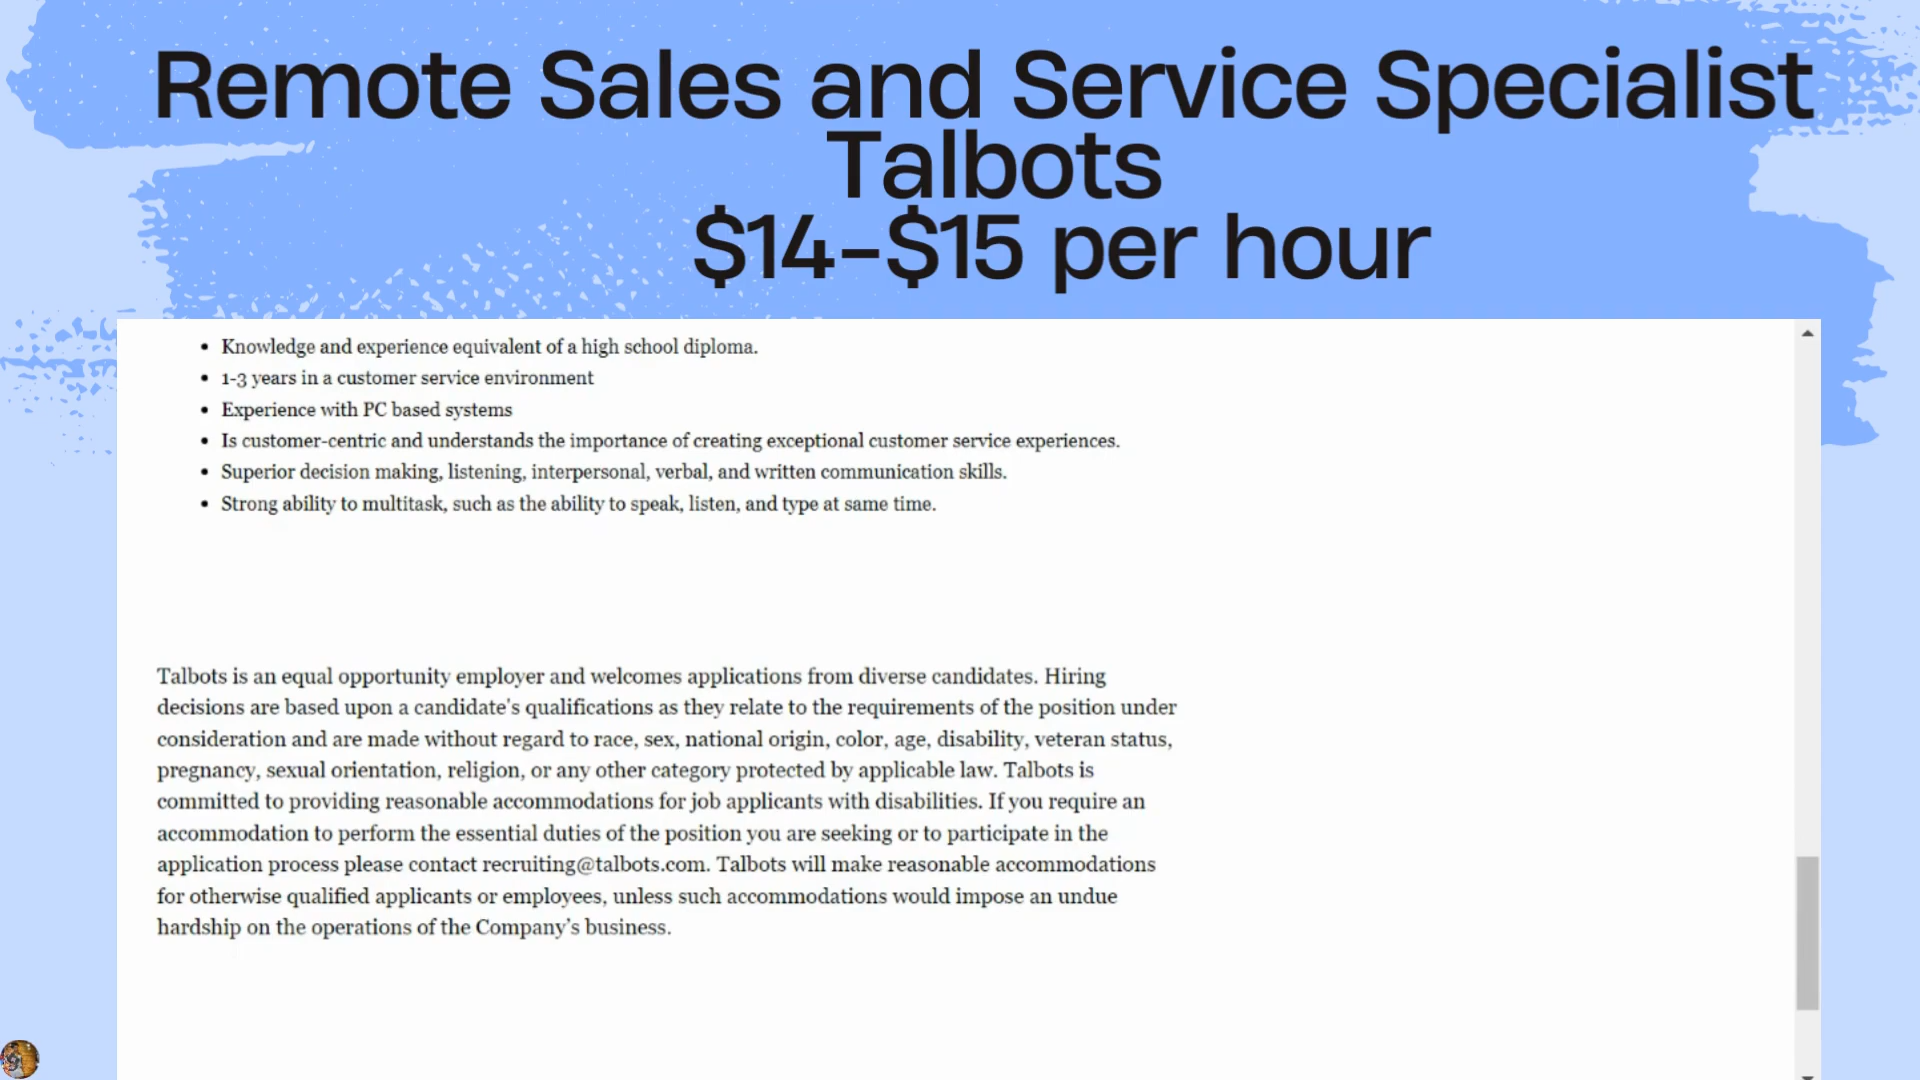 Remote Sales and Service Specialist
Talbots
$14-$15 per hour
• Knowledge and experience equivalent of a high school diploma.
• 1-3 years in a customer service environment
• Experience with PC based systems
• Is customer-centric and understands the importance of creating exceptional customer service experiences.
• Superior decision making, listening, interpersonal, verbal, and written communication skills.
• Strong ability to multitask, such as the ability to speak, listen, and type at same time.
Talbots is an equal opportunity employer and welcomes applications from diverse candidates. Hiring
decisions are based upon a candidate's qualifications as they relate to the requirements of the position under
consideration and are made without regard to race, sex, national origin, color, age, disability, veteran status,
pregnancy, sexual orientation, religion, or any other category protected by applicable law. Talbots is
committed to providing reasonable accommodations for job applicants with disabilities. If you require an
accommodation to perform the essential duties of the position you are seeking or to participate in the
application process please contact recruiting@talbots.com. Talbots will make reasonable accommodations
for otherwise qualified applicants or employees, unless such accommodations would impose an undue
hardship on the operations of the Company’s business.